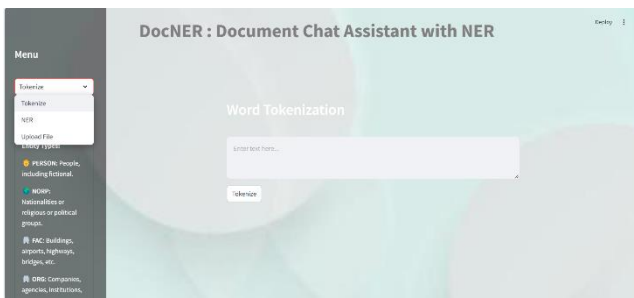 DocNER : Document Chat Assistant with NER
Deploy
Menu
Tokenize
Tokenize
NER
Upload File
Entity Types:
PERSON: People,
including fictional.
NORP:
Nationalities or
religious or political
groups.
FAC: Buildings,
airports, highways,
bridges, etc.
ORG: Companies,
agencies, institutions,
Word Tokenization
Enter text here...
Tokenize